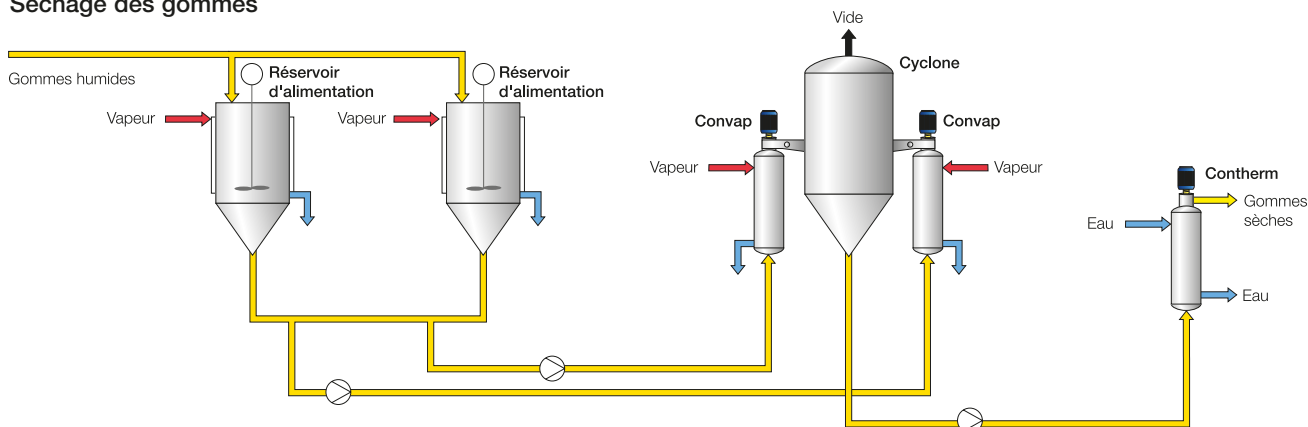 Séchage des gommes
Vide
Gommes humides
Réservoir
d'alimentation
Réservoir
d'alimentation
Cyclone
Vapeur
Vapeur
Convap
Convap
Vapeur
Vapeur
Contherm
Gommes
sèches
Eau
Eau